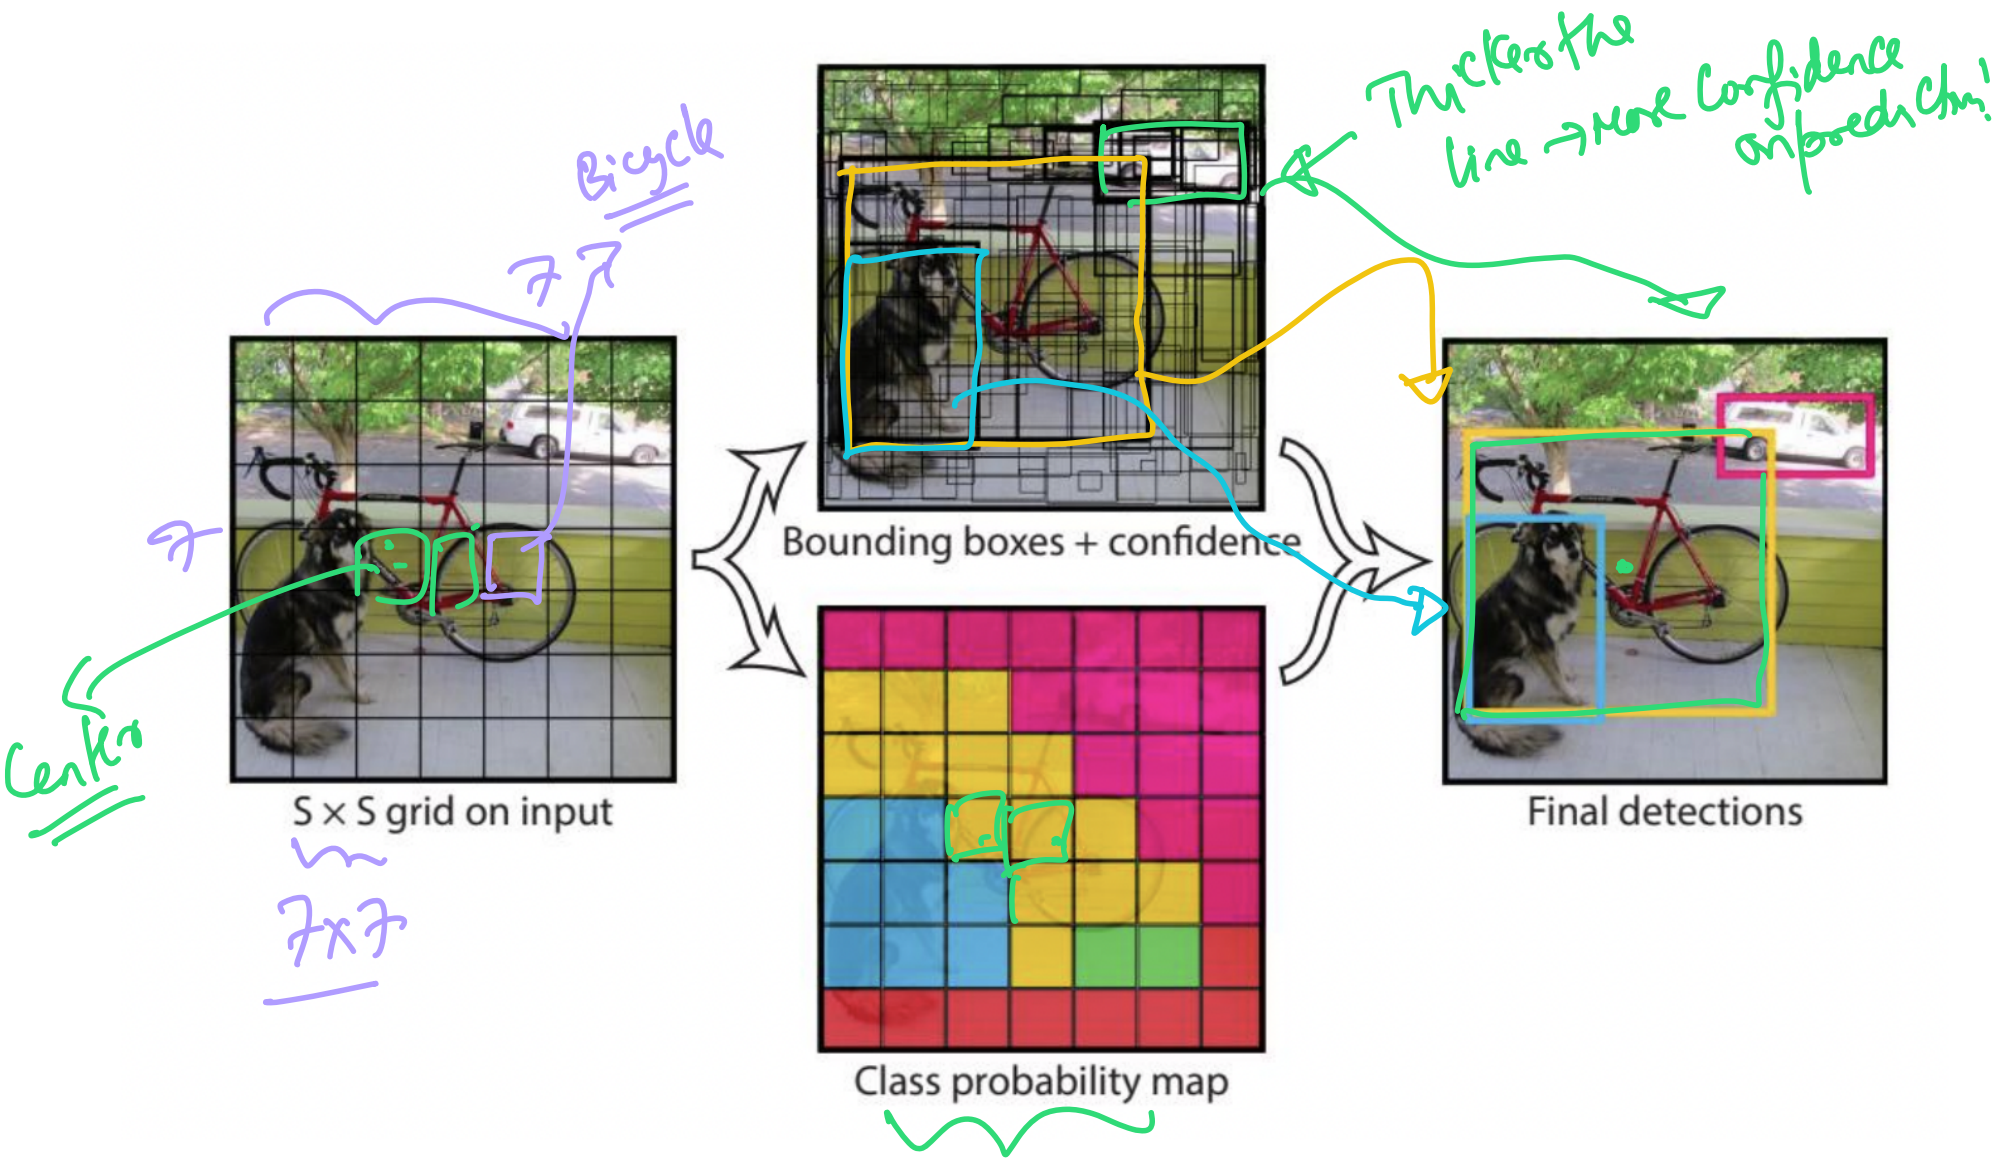 Thicker the
line → More Confidence
on prediction!
Bicycle
7
7
Center
S × S grid on input
7x7
Bounding boxes + confidence
Class probability map
Final detections